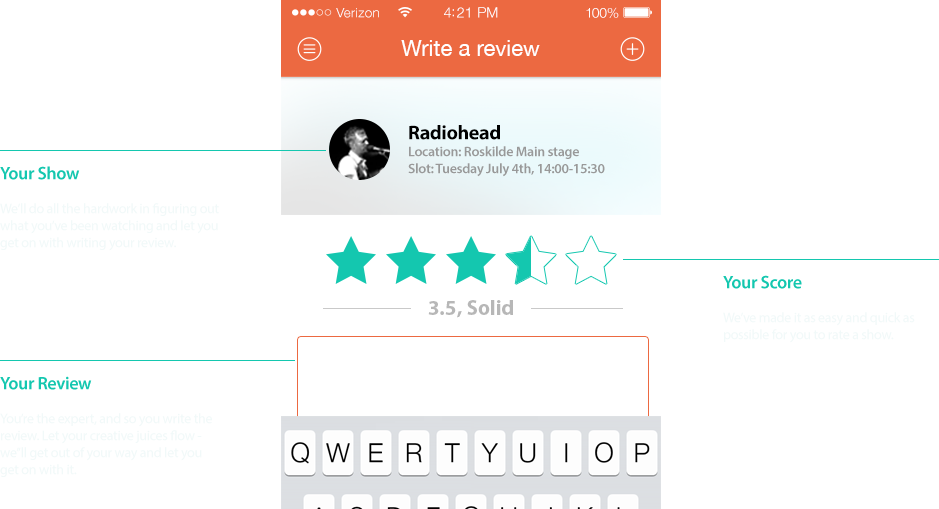 Verizon 4:21 PM 100%
Write a review
Radiohead
Location: Roskilde Main stage
Slot: Tuesday July 4th, 14:00-15:30
Your Show
We'll do all the hardwork in figuring out
what you've been watching and let you
get on with writing your review.
3.5, Solid
Your Score
We've made it as easy and quick as
possible for you to rate a show.
Your Review
You're the expert, and so you write the
review. Let your creative juices flow
we'll get out of your way and let you
get on with it.
Q W E R T Y U I O P